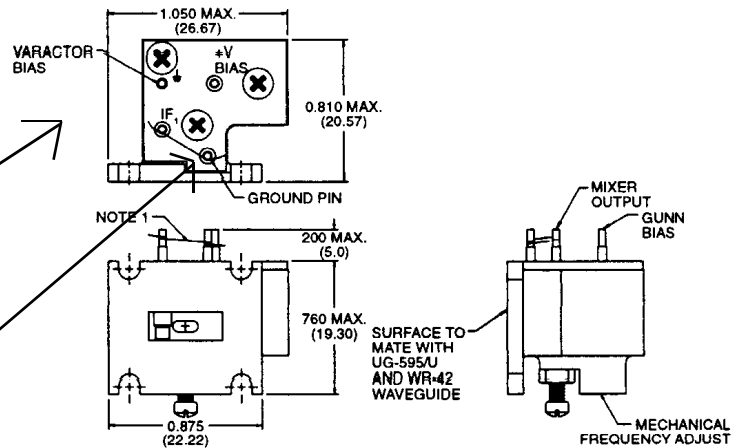 1.050 MAX.
(26.67)
VARACTOR
BIAS
+V
BIAS
IF1
0.810 MAX.
(20.57)
GROUND PIN
NOTE 1
200 MAX.
(5.0)
760 MAX.
(19.30)
0.875
(22.22)
MIXER
OUTPUT
GUNN
BIAS
SURFACE TO
MATE WITH
UG-595/U
AND WR-42
WAVEGUIDE
MECHANICAL
FREQUENCY ADJUST